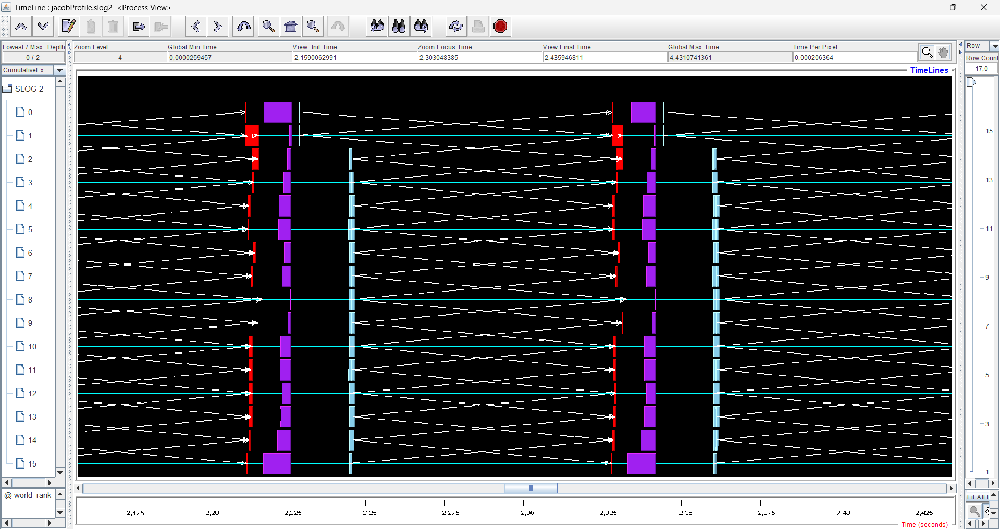 TimeLine : jacobProfile.slog2  <Process View>
Lowest / Max. Depth
0 / 2
Zoom Level
4
Global Min Time
0,0000259457
View  Init Time
2,1590062991
Zoom Focus Time
2,303048385
View Final Time
2,435946811
Global Max Time
4,4310741361
Time Per Pixel
0,000206364
Row
Row Count
17,0
CumulativeEx...
TimeLines
SLOG-2
0
1
2
3
4
5
6
7
8
9
10
11
12
13
14
15
15
13
11
9
7
5
3
1
@ world_rank
Fit All
2,175
2,20
2,225
2,25
2,275
2,30
2,325
2,35
2,375
2,40
2,425
Time (seconds)